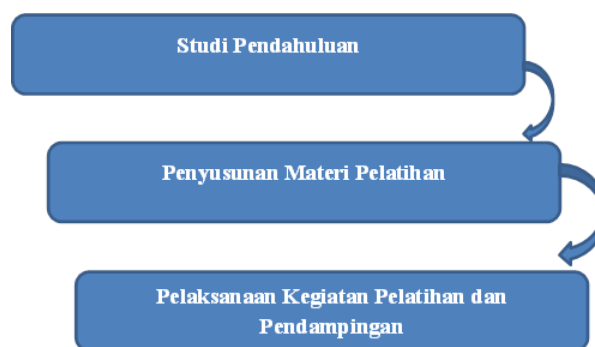 Studi Pendahuluan
Penyusunan Materi Pelatihan
Pelaksanaan Kegiatan Pelatihan dan
Pendampingan